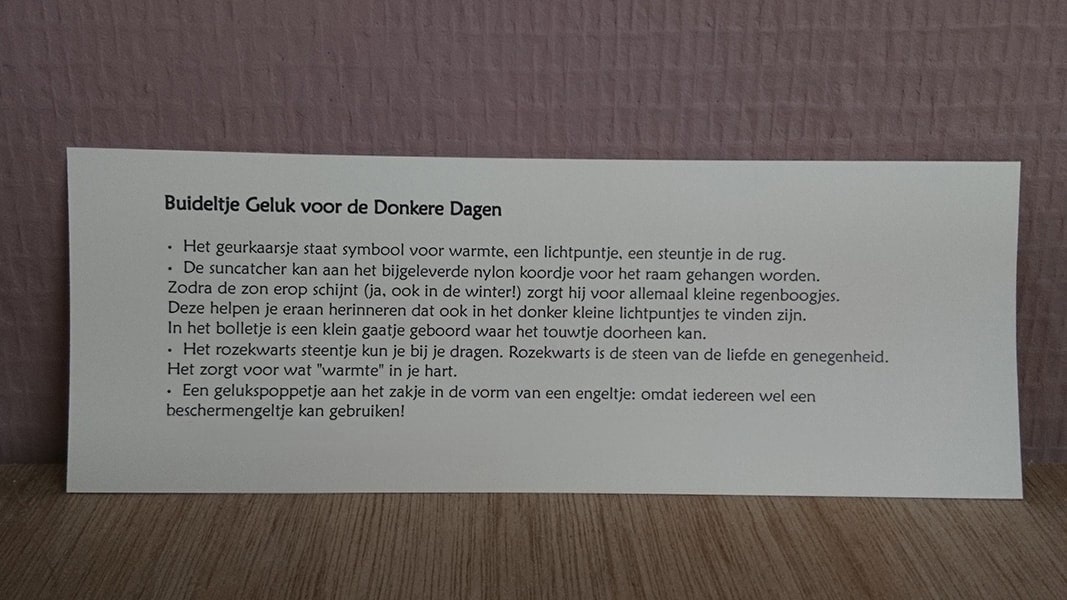 Buideltje Geluk voor de Donkere Dagen
• Het geurkaarsje staat symbool voor warmte, een lichtpuntje, een steuntje in de rug.
• De suncatcher kan aan het bijgeleverde nylon koordje voor het raam gehangen worden.
Zodra de zon erop schijnt (ja, ook in de winter!) zorgt hij voor allemaal kleine regenboogjes.
Deze helpen je eraan herinneren dat ook in het donker kleine lichtpuntjes te vinden zijn.
In het bolletje is een klein gaatje geboord waar het touwtje doorheen kan.
• Het rozekwarts steentje kun je bij je dragen. Rozekwarts is de steen van de liefde en genegenheid.
Het zorgt voor wat "warmte" in je hart.
• Een gelukspoppetje aan het zakje in de vorm van een engeltje: omdat iedereen wel een
beschermengeltje kan gebruiken!